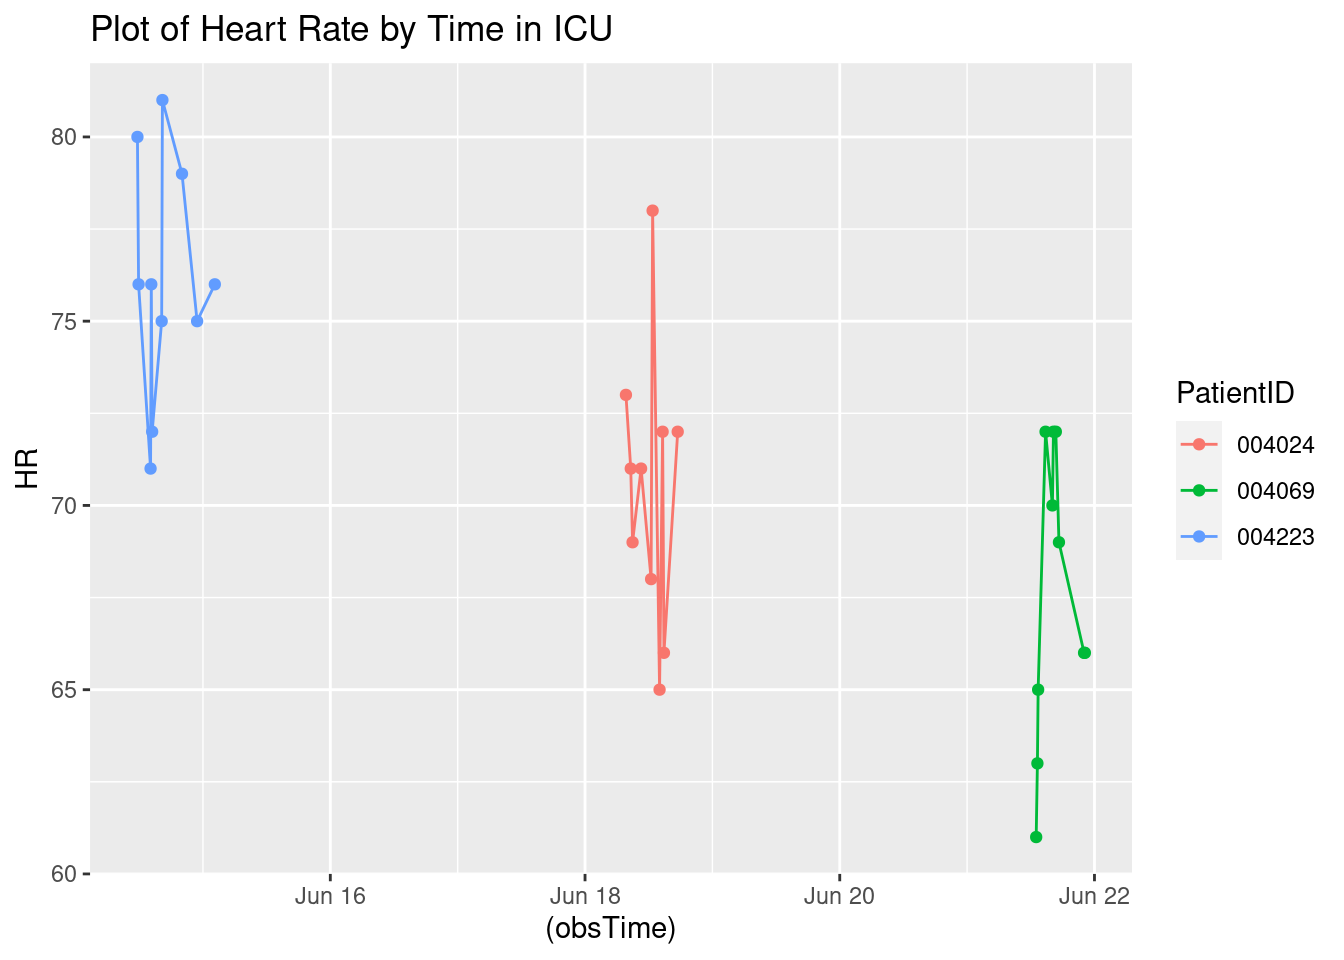 Plot of Heart Rate by Time in ICU
HR
80
75
70
65
60
Jun 16
Jun 18
Jun 20
Jun 22
(obsTime)
PatientID
004024
004069
004223